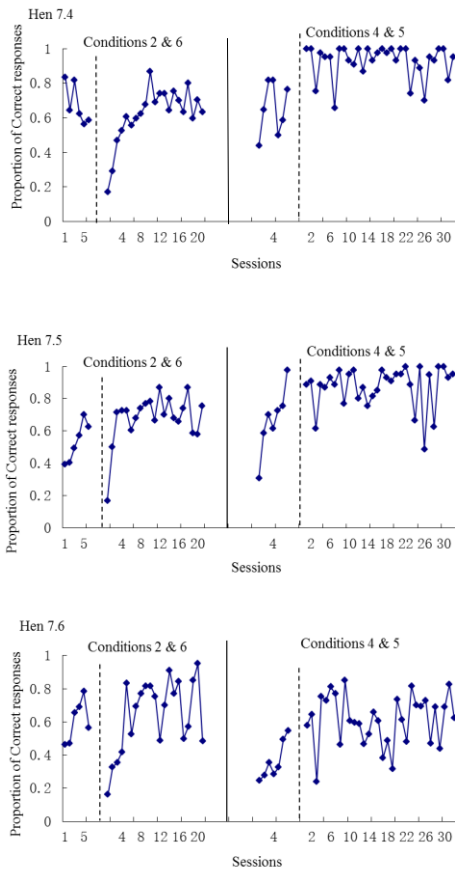 Hen 7.4
Conditions 2 & 6
Conditions 4 & 5
Proportion of Correct responses
1
0.8
0.6
0.4
0.2
0
1 5 4 8 12 16 20 4 2 6 10 14 18 22 26 30
Sessions
Hen 7.5
Conditions 2 & 6
Conditions 4 & 5
Proportion of Correct responses
1
0.8
0.6
0.4
0.2
0
1 5 4 8 12 16 20 4 2 6 10 14 18 22 26 30
Sessions
Hen 7.6
Conditions 2 & 6
Conditions 4 & 5
Proportion of Correct responses
1
0.8
0.6
0.4
0.2
0
1 5 4 8 12 16 20 4 2 6 10 14 18 22 26 30
Sessions